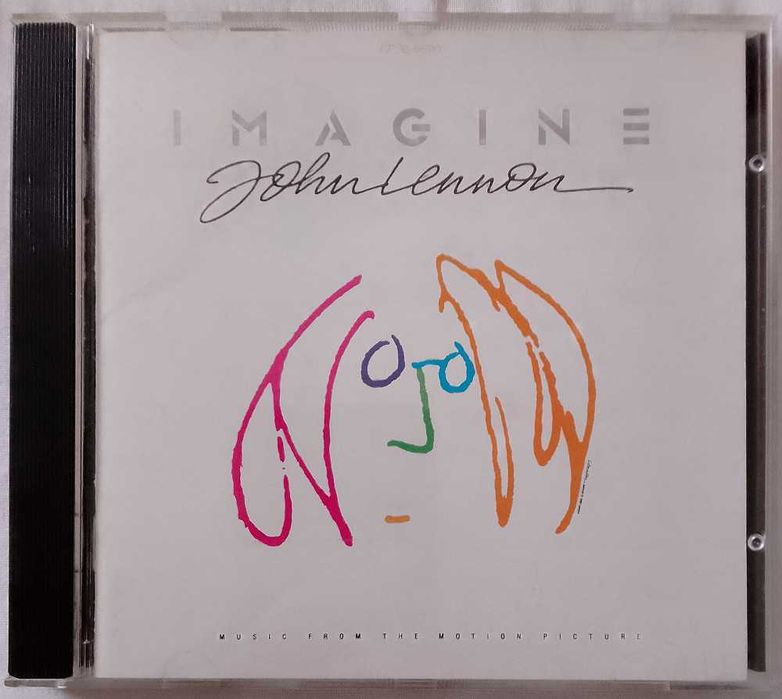 IMAGINE
John Lennon
MUSIC FROM THE MOTION PICTURE